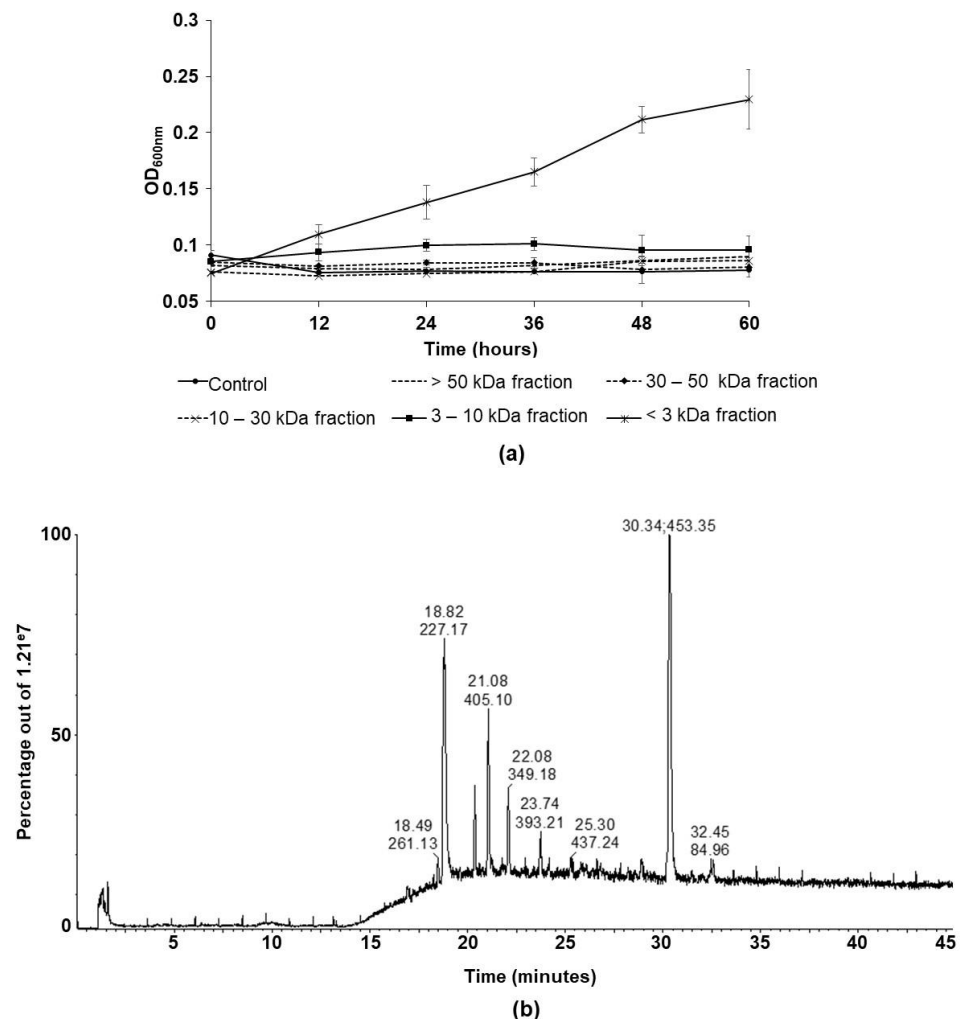 0.3
0.25
0.2
0.15
0.1
0.05
OD600nm
0 12 24 36 48 60
Time (hours)
Control > 50 kDa fraction 30 – 50 kDa fraction
10 – 30 kDa fraction 3 – 10 kDa fraction < 3 kDa fraction
(a)
100
50
0
Percentage out of 1.21e7
30.34;453.35
18.82
227.17
21.08
405.10
22.08
349.18
23.74
393.21
18.49
261.13
25.30
437.24
32.45
84.96
5 10 15 20 25 30 35 40 45
Time (minutes)
(b)